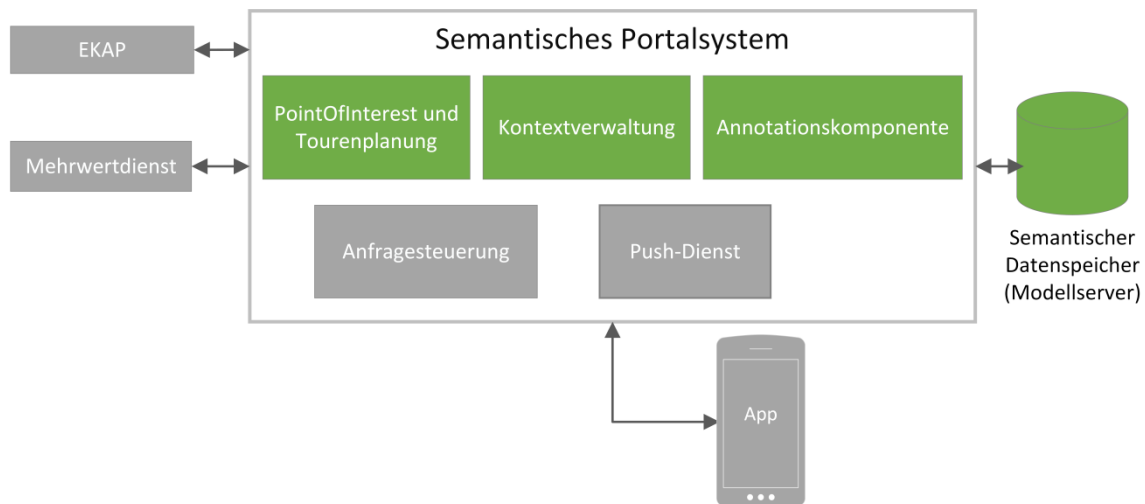 Semantisches Portalsystem
EKAP
Mehrwertdienst
PointOfInterest und
Tourenplanung
Kontextverwaltung
Annotationskomponente
Anfragesteuerung
Push-Dienst
Semantischer
Datenspeicher
(Modellserver)
App